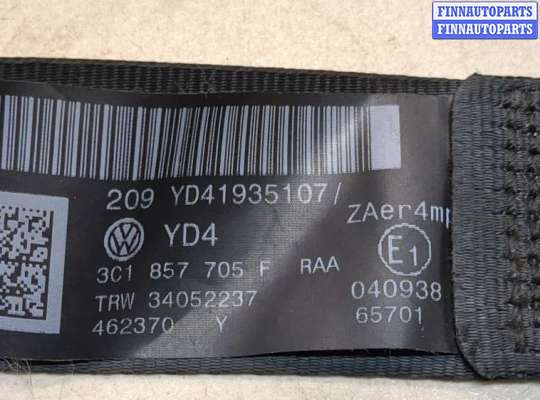 FINNAUTOPARTS
FINNAUTOPARTS
209 YD41935107/
ZAer4mp
YD4
E1
3C1 857 705 F RAA
TRW 34052237
040938
462370 Y
65701